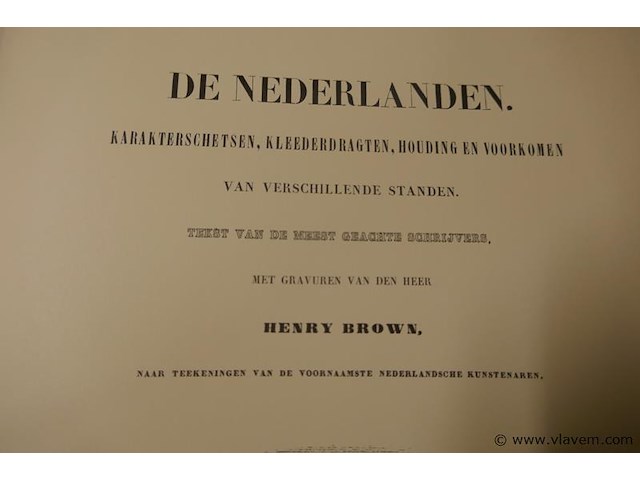 DE NEDERLANDEN.
KARAKTERSCHETSEN, KLEEDERDRAGTEN, HOUDING EN VOORKOMEN
VAN VERSCHILLENDE STANDEN.
TEKST VAN DE MEEST GEACHTE SCHRIJVERS,
MET GRAVUREN VAN DEN HEER
HENRY BROWN,
NAAR TEEKENINGEN VAN DE VOORNAAMSTE NEDERLANDSCHE KUNSTENAREN.
© www.vlavem.com